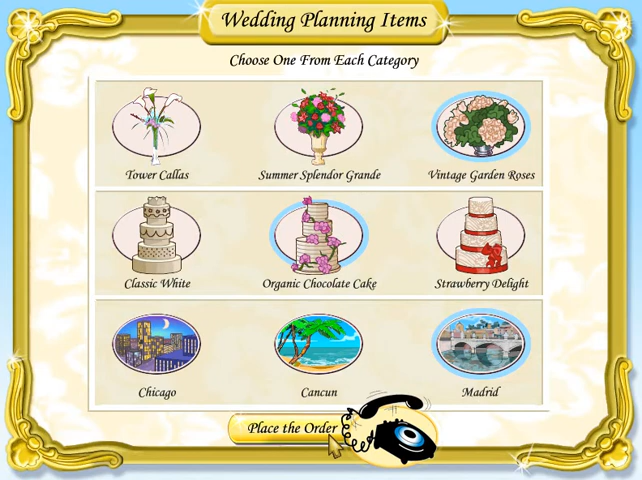 Wedding Planning Items
Choose One From Each Category
Tower Callas
Summer Splendor Grande
Vintage Garden Roses
Classic White
Organic Chocolate Cake
Strawberry Delight
Chicago
Cancun
Madrid
Place the Order